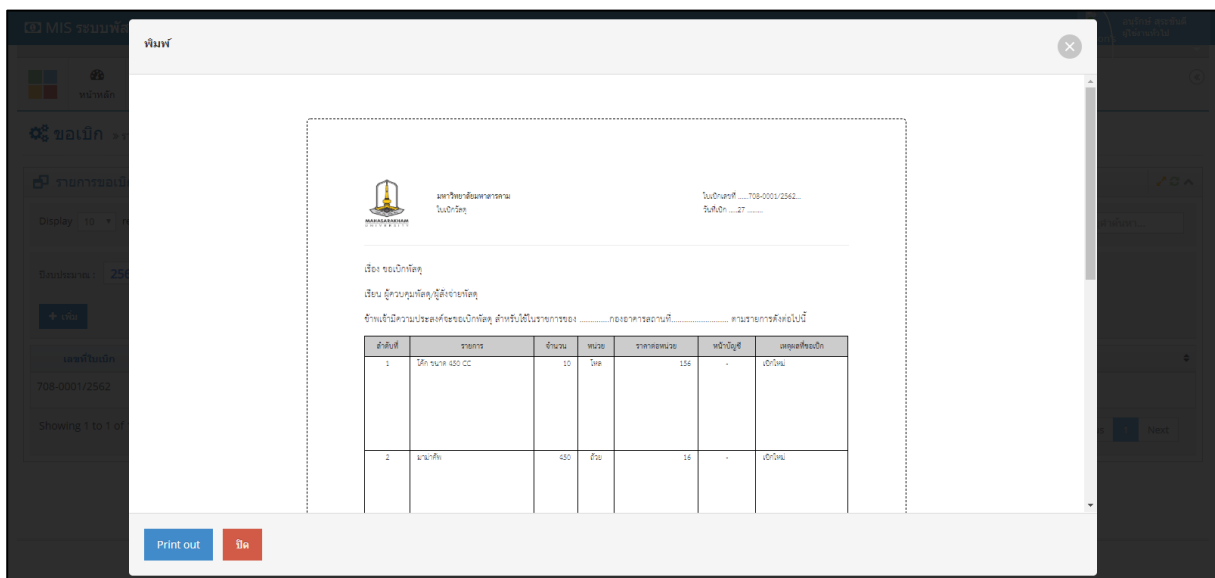 MIS ระบบพัส
พิมพ์
หน้าหลัก
ขอเบิก
รายการขอเบิ
Display 10
ปีงบประมาณ : 256
+ เพิ่ม
เลขที่ใบเบิก
708-0001/2562
Showing 1 to 1 of
Next
มหาวิทยาลัยมหาสารคาม
ใบเบิกวัสดุ
MAHASARAKHAM
UNIVERSITY
ใบเบิกเลขที่ ......708-0001/2562...
วันที่เบิก .....27 .........
เรื่อง ขอเบิกพัสดุ
เรียน ผู้ควบคุมพัสดุ/ผู้สั่งจ่ายพัสดุ
ข้าพเจ้ามีความประสงค์จะขอเบิกพัสดุ สำหรับใช้ในราชการของ ..............กองอาคารสถานที่........................... ตามรายการดังต่อไปนี้
ลำดับที่ รายการ จำนวน หน่วย ราคาต่อหน่วย หน้าบัญชี เหตุผลที่ขอเบิก
1 โค๊ก ขนาด 450 CC 10 โหล 156 - เบิกใหม่
2 มาม่าคัพ 450 ถ้วย 16 - เบิกใหม่
Print out ปิด